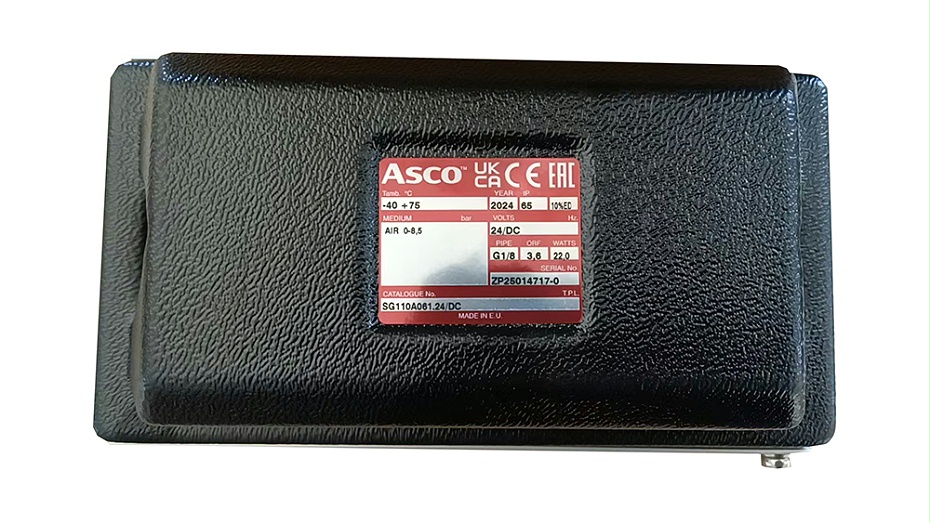 ASCO™ UK CA CE EAC
Tamb. °C YEAR IP
-40 +75 2024 65 10%ED
MEDIUM bar VOLTS Hz.
AIR 0-8,5 24/DC
PIPE ORF WATTS
G1/8 3,6 22,0
SERIAL No
ZP25014717-0
CATALOGUE No. T.P.L.
SG110A061.24/DC
MADE IN E.U.